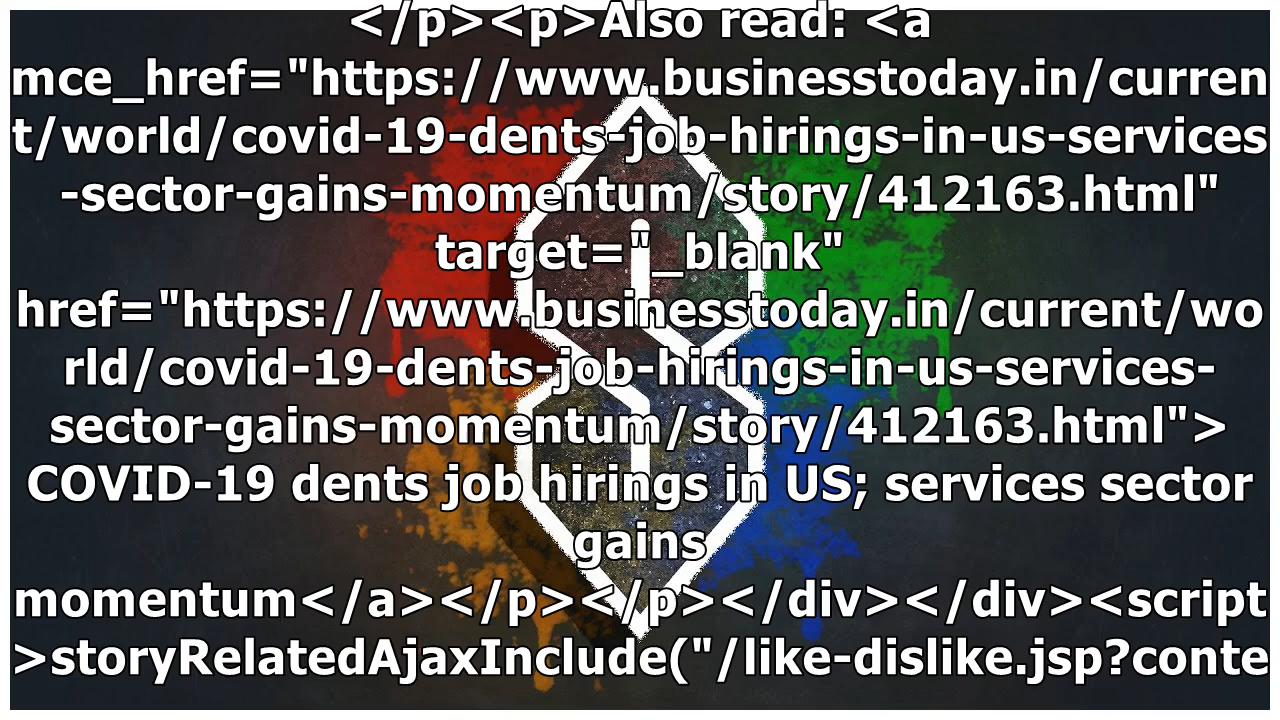 </p><p>Also read: <a
mce_href="https://www.businesstoday.in/curren
t/world/covid-19-dents-job-hirings-in-us-services
-sector-gains-momentum/story/412163.html"
target="_blank"
href="https://www.businesstoday.in/current/wo
rld/covid-19-dents-job-hirings-in-us-services-
sector-gains-momentum/story/412163.html">
COVID-19 dents job hirings in US; services sector
gains
momentum</a></p></p></div></div><script
>storyRelatedAjaxInclude("/like-dislike.jsp?conte